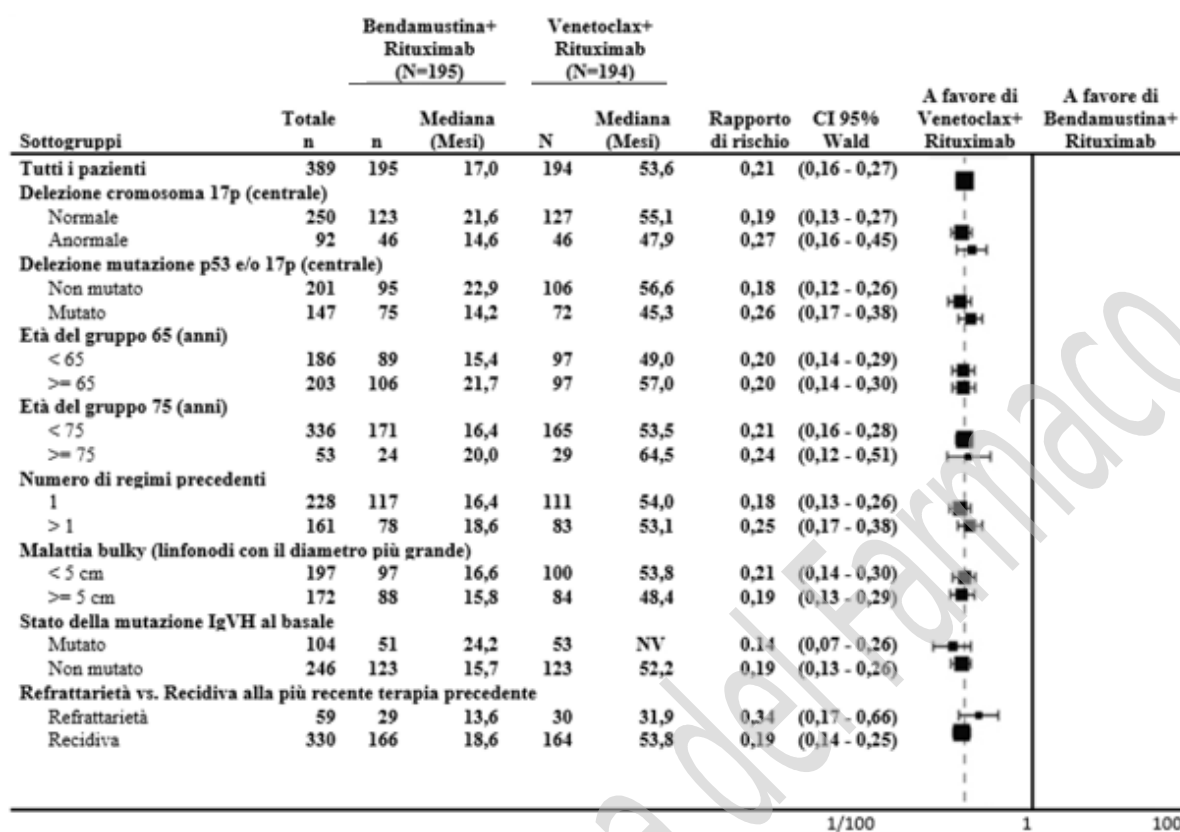 Bendamustina+ Rituximab (N=195) Venetoclax+ Rituximab (N=194)
Sottogruppi Totale n n Mediana (Mesi) N Mediana (Mesi) Rapporto di rischio CI 95% Wald A favore di Venetoclax+ Rituximab A favore di Bendamustina+ Rituximab
Tutti i pazienti 389 195 17,0 194 53,6 0,21 (0,16 - 0,27)
Delezione cromosoma 17p (centrale)
Normale 250 123 21,6 127 55,1 0,19 (0,13 - 0,27)
Anormale 92 46 14,6 46 47,9 0,27 (0,16 - 0,45)
Delezione mutazione p53 e/o 17p (centrale)
Non mutato 201 95 22,9 106 56,6 0,18 (0,12 - 0,26)
Mutato 147 75 14,2 72 45,3 0,26 (0,17 - 0,38)
Età del gruppo 65 (anni)
< 65 186 89 15,4 97 49,0 0,20 (0,14 - 0,29)
>= 65 203 106 21,7 97 57,0 0,20 (0,14 - 0,30)
Età del gruppo 75 (anni)
< 75 336 171 16,4 165 53,5 0,21 (0,16 - 0,28)
>= 75 53 24 20,0 29 64,5 0,24 (0,12 - 0,51)
Numero di regimi precedenti
1 228 117 16,4 111 54,0 0,18 (0,13 - 0,26)
> 1 161 78 18,6 83 53,1 0,25 (0,17 - 0,38)
Malattia bulky (linfonodi con il diametro più grande)
< 5 cm 197 97 16,6 100 53,8 0,21 (0,14 - 0,30)
>= 5 cm 172 88 15,8 84 48,4 0,19 (0,13 - 0,29)
Stato della mutazione IgVH al basale
Mutato 104 51 24,2 53 NV 0.14 (0,07 - 0,26)
Non mutato 246 123 15,7 123 52,2 0,19 (0,13 - 0,26)
Refrattarietà vs. Recidiva alla più recente terapia precedente
Refrattarietà 59 29 13,6 30 31,9 0,34 (0,17 - 0,66)
Recidiva 330 166 18,6 164 53,8 0,19 (0,14 - 0,25)
1/100 1 100
del Farmaco